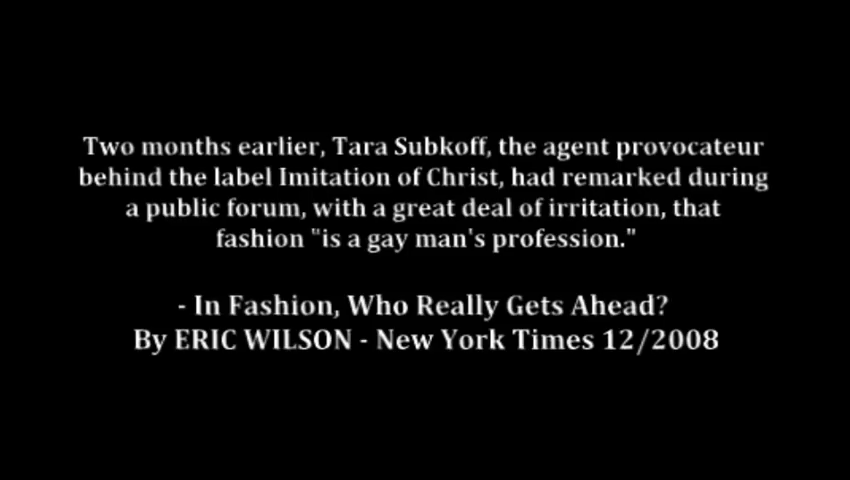 Two months earlier, Tara Subkoff, the agent provocateur
behind the label Imitation of Christ, had remarked during
a public forum, with a great deal of irritation, that
fashion "is a gay man's profession."
- In Fashion, Who Really Gets Ahead?
By ERIC WILSON - New York Times 12/2008